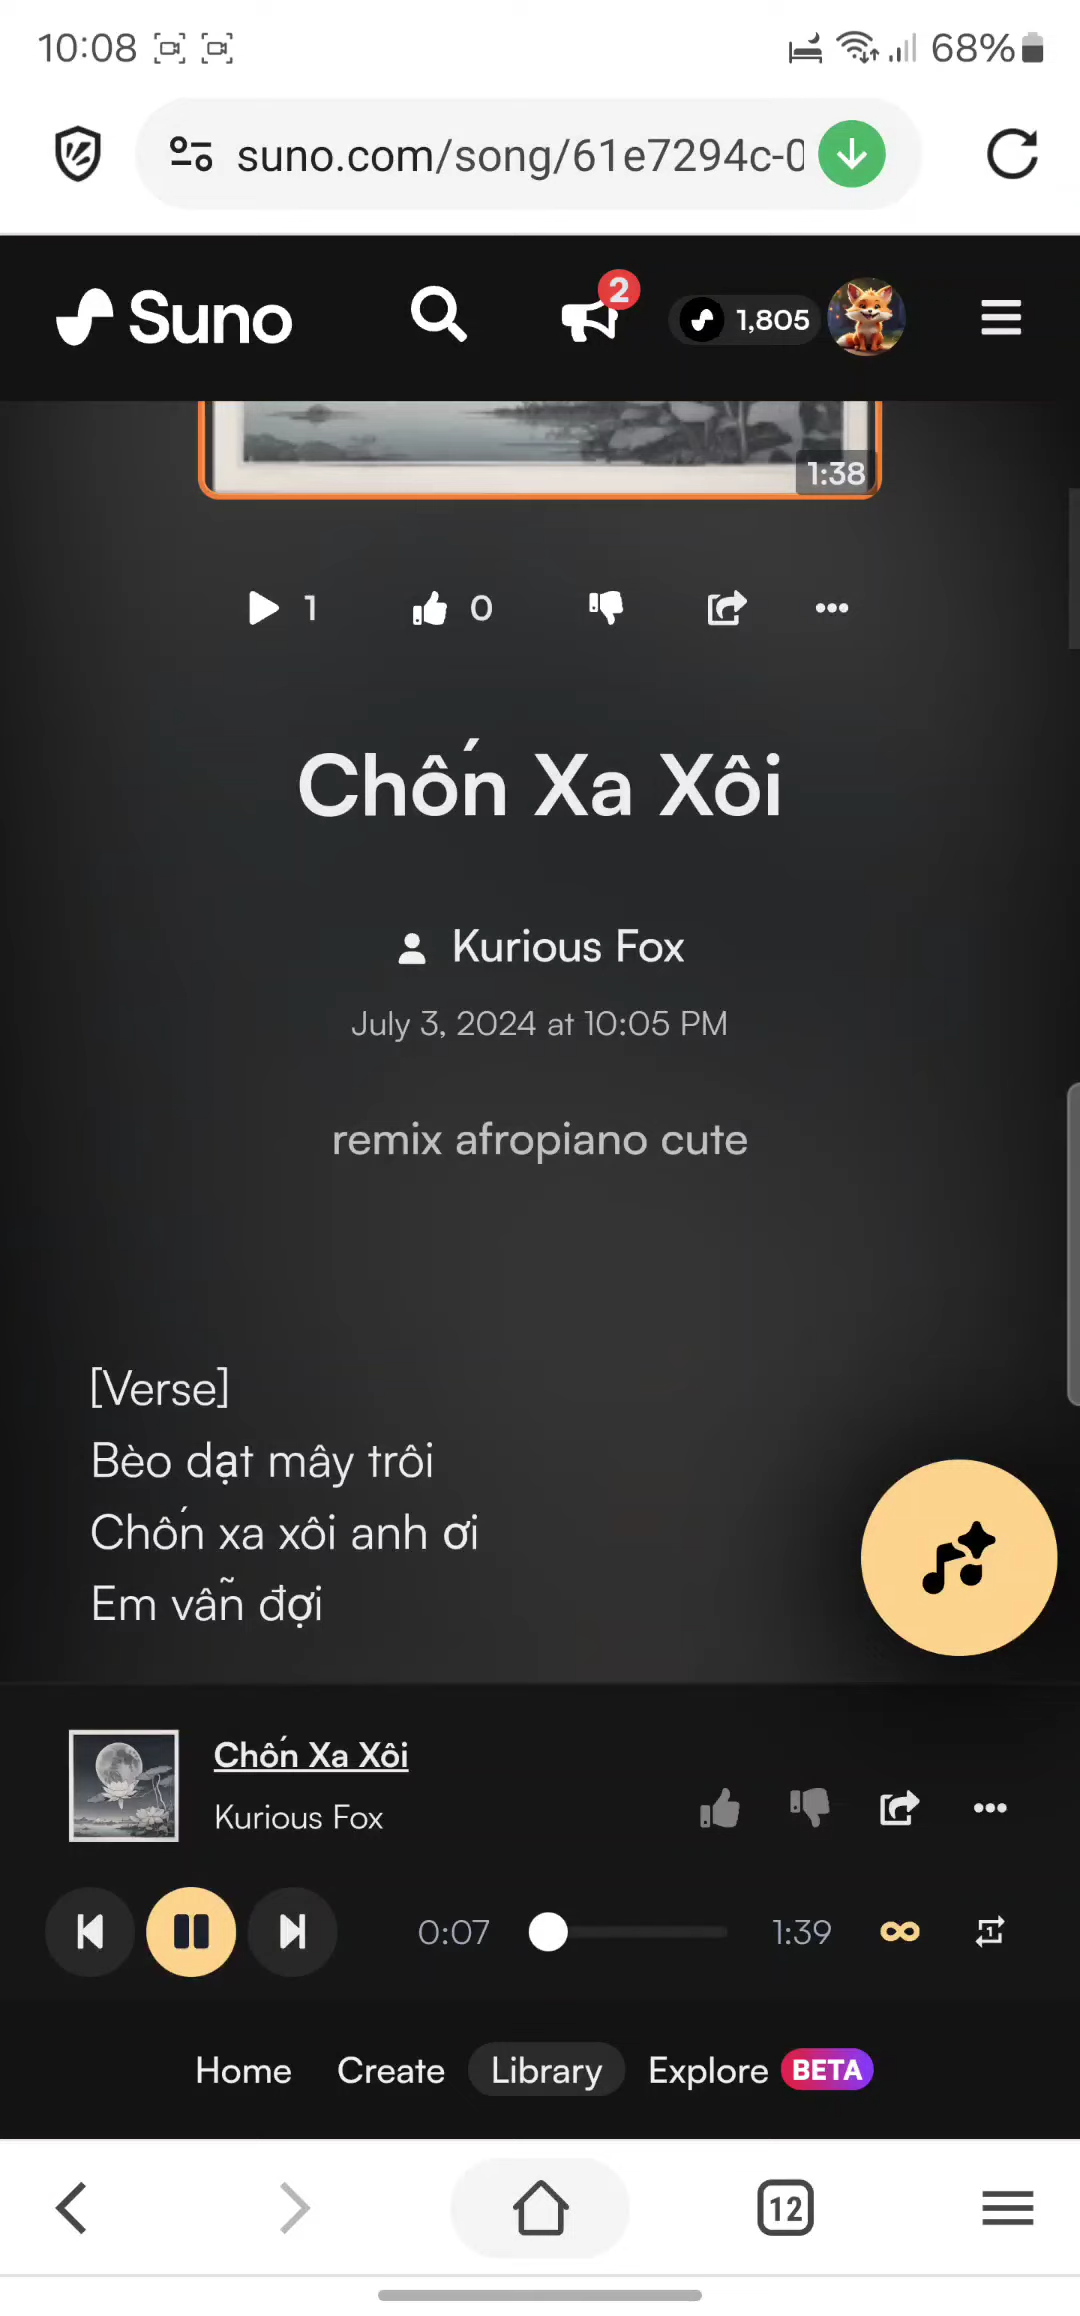 10:08 68%
suno.com/song/61e7294c-0
Suno 2 1,805
1:38
1 0
Chốn Xa Xôi
Kurious Fox
July 3, 2024 at 10:05 PM
remix afropiano cute
[Verse]
Bèo dạt mây trôi
Chốn xa xôi anh ơi
Em vẫn đợi
Chốn Xa Xôi
Kurious Fox
0:07 1:39
Home Create Library Explore BETA
12